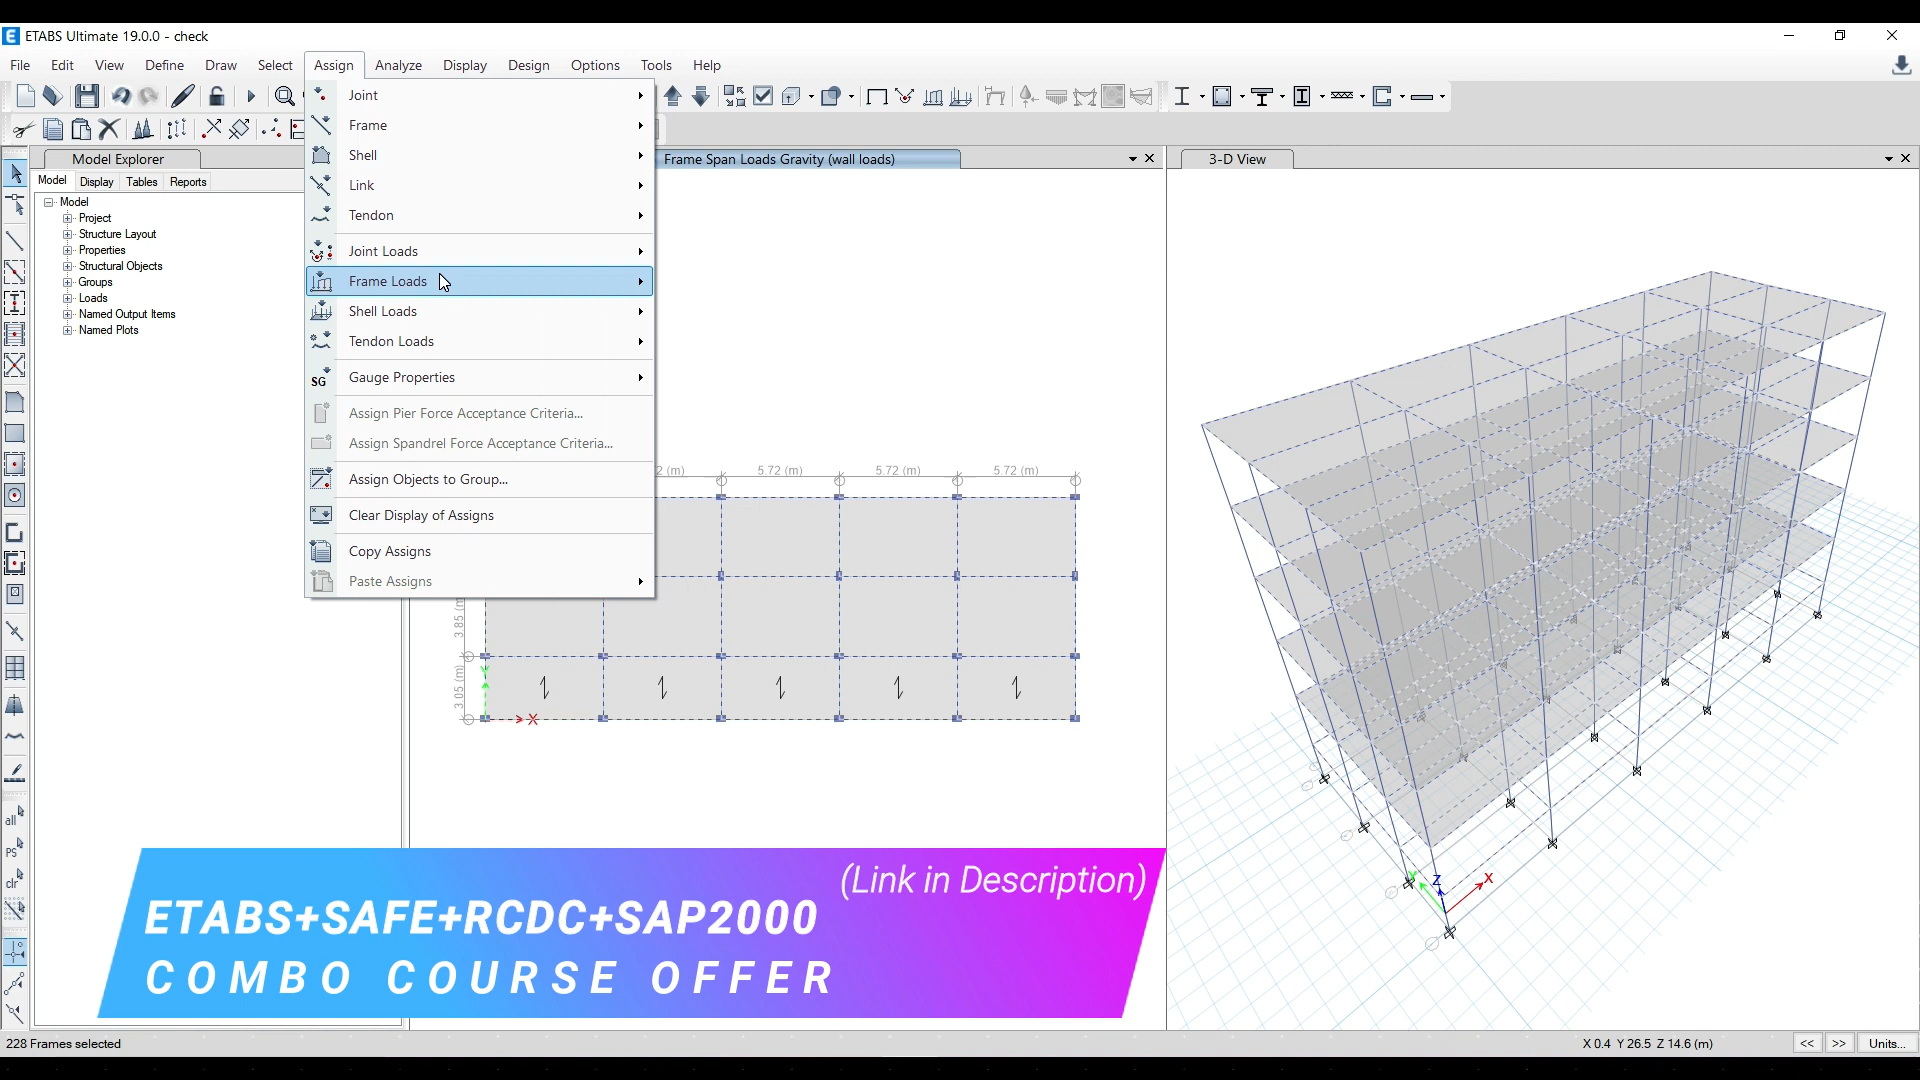 ETABS Ultimate 19.0.0 - check
File Edit View Define Draw Select Assign Analyze Display Design Options Tools Help
Model Explorer
Model Display Tables Reports
Model
Project
Structure Layout
Properties
Structural Objects
Groups
Loads
Named Output Items
Named Plots
Joint
Frame
Shell
Link
Tendon
Joint Loads
Frame Loads
Shell Loads
Tendon Loads
SG Gauge Properties
Assign Pier Force Acceptance Criteria...
Assign Spandrel Force Acceptance Criteria...
Assign Objects to Group...
Clear Display of Assigns
Copy Assigns
Paste Assigns
Frame Span Loads Gravity (wall loads)
2 (m) 5.72 (m) 5.72 (m) 5.72 (m)
3.85 (m
3.05 (m)
Y
X
3-D View
Y Z X
all
PS
clr
(Link in Description)
ETABS+SAFE+RCDC+SAP2000
COMBO COURSE OFFER
228 Frames selected
X 0.4 Y 26.5 Z 14.6 (m)
<< >> Units...